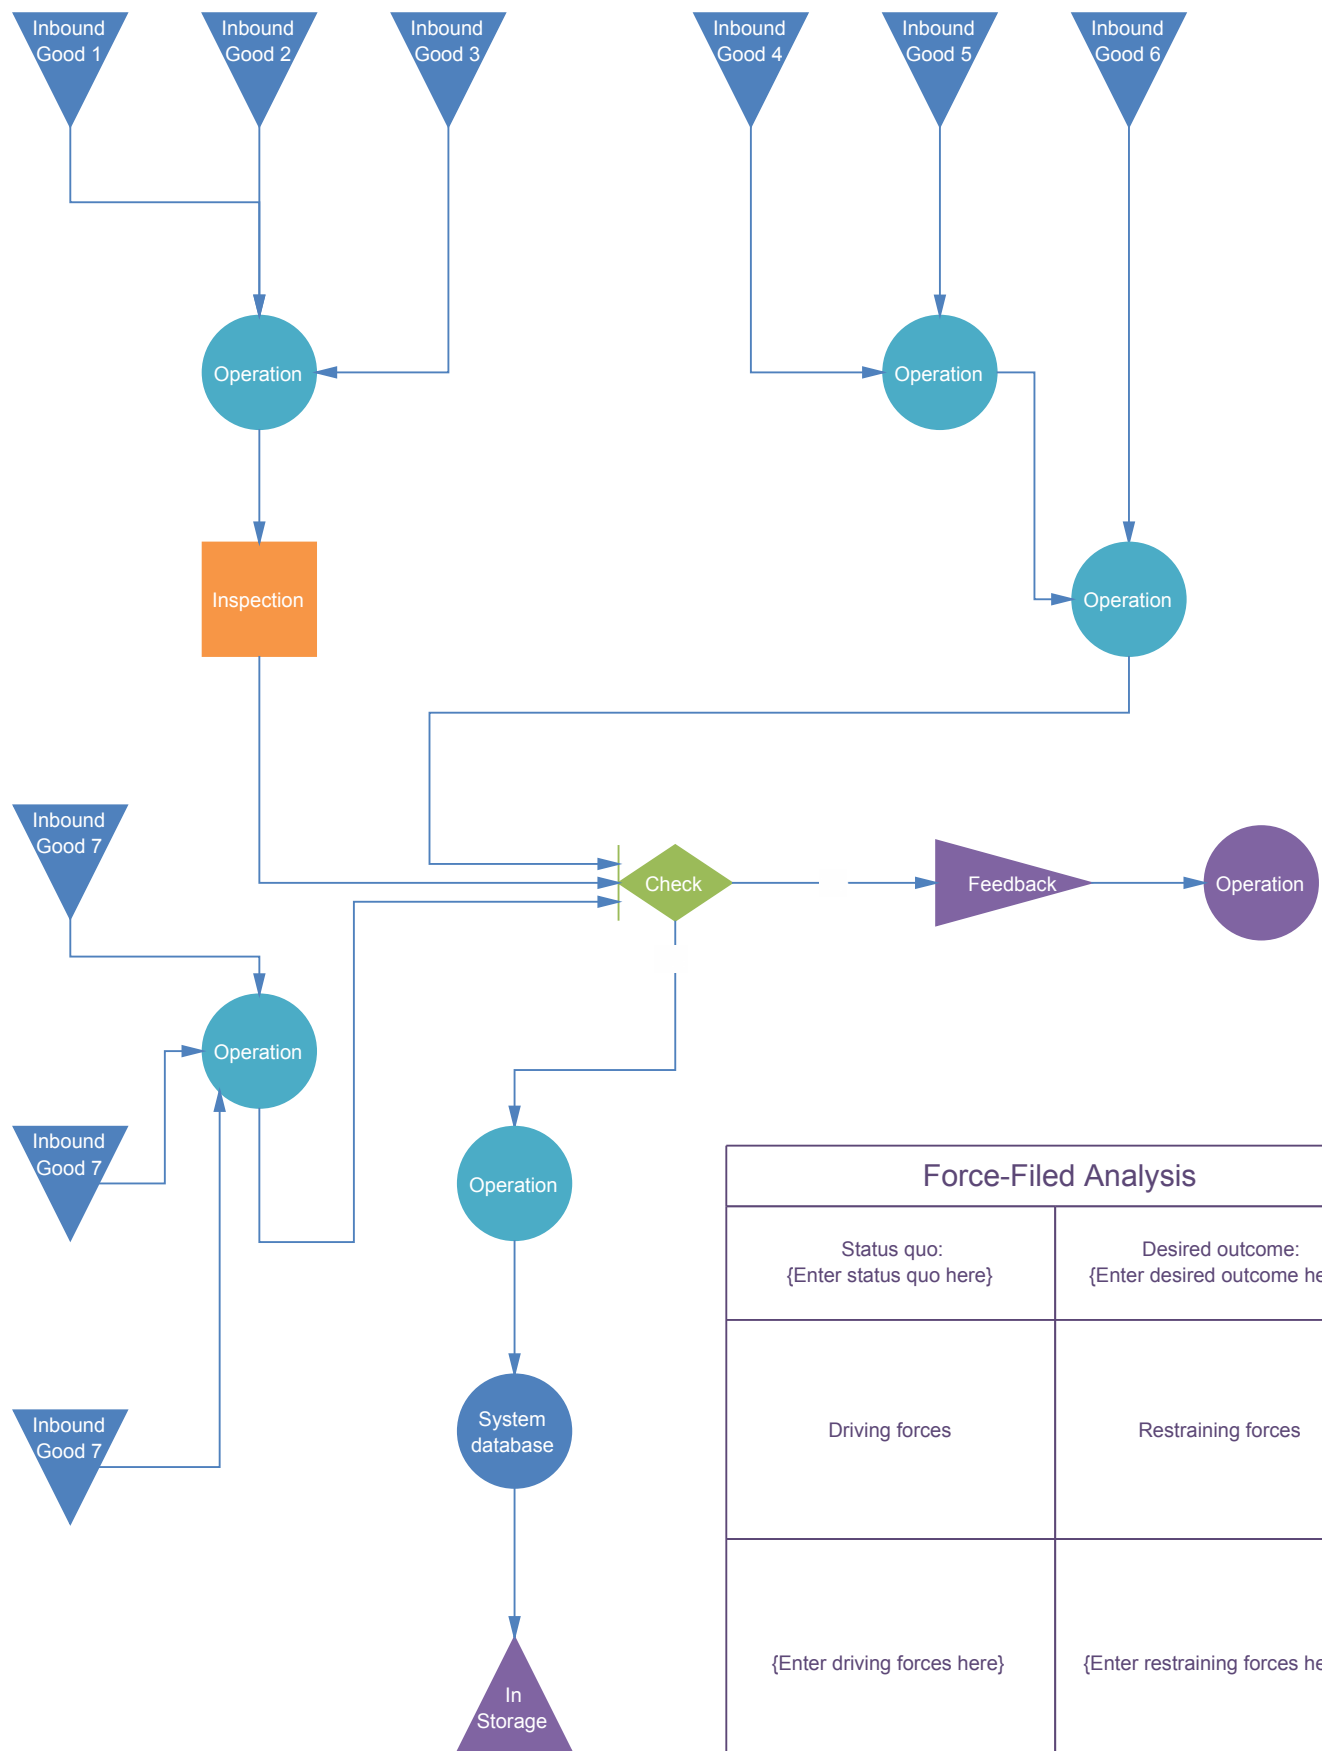 Inbound
Good 1
Inbound
Good 2
Inbound
Good 3
Inbound
Good 4
Inbound
Good 5
Inbound
Good 6
Operation
Operation
Inspection
Operation
Inbound
Good 7
Check
Feedback
Operation
Operation
Inbound
Good 7
Operation
Inbound
Good 7
System
database
In
Storage
Force-Filed Analysis
Status quo:
{Enter status quo here}
Desired outcome:
{Enter desired outcome he
Driving forces
Restraining forces
{Enter driving forces here}
{Enter restraining forces he